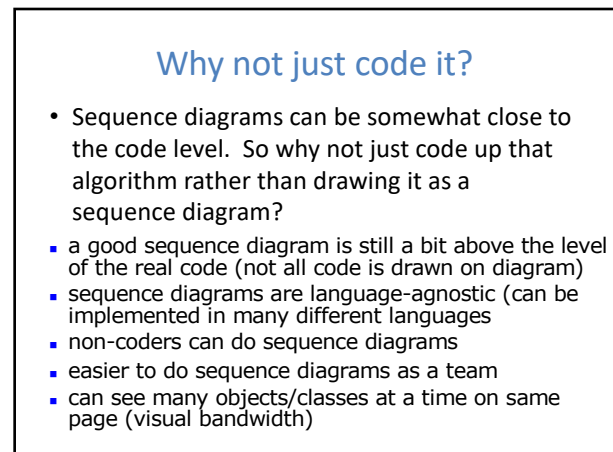 Why not just code it?
• Sequence diagrams can be somewhat close to
the code level.  So why not just code up that
algorithm rather than drawing it as a
sequence diagram?
▪ a good sequence diagram is still a bit above the level
of the real code (not all code is drawn on diagram)
▪ sequence diagrams are language-agnostic (can be
implemented in many different languages
▪ non-coders can do sequence diagrams
▪ easier to do sequence diagrams as a team
▪ can see many objects/classes at a time on same
page (visual bandwidth)